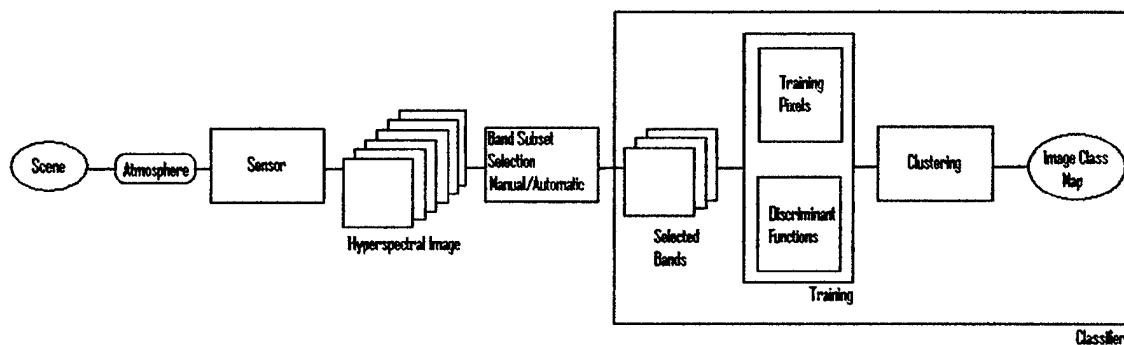 Scene
Atmosphere
Sensor
Hyperspectral Image
Band Subset
Selection
Manual/Automatic
Selected
Bands
Training
Pixels
Discriminant
Functions
Training
Clustering
Image Class
Map
Classifier